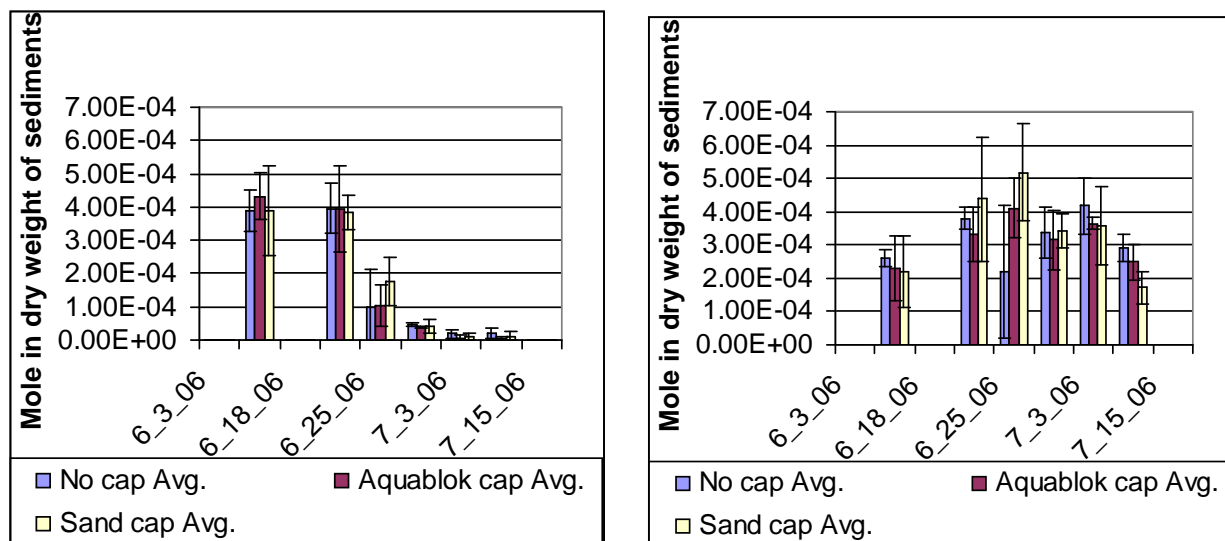 Mole in dry weight of sediments
7.00E-04
6.00E-04
5.00E-04
4.00E-04
3.00E-04
2.00E-04
1.00E-04
0.00E+00
6_3_06
6_18_06
6_25_06
7_3_06
7_15_06
No cap Avg.
Aquablok cap Avg.
Sand cap Avg.
Mole in dry weight of sediments
7.00E-04
6.00E-04
5.00E-04
4.00E-04
3.00E-04
2.00E-04
1.00E-04
0.00E+00
6_3_06
6_18_06
6_25_06
7_3_06
7_15_06
No cap Avg.
Aquablok cap Avg.
Sand cap Avg.